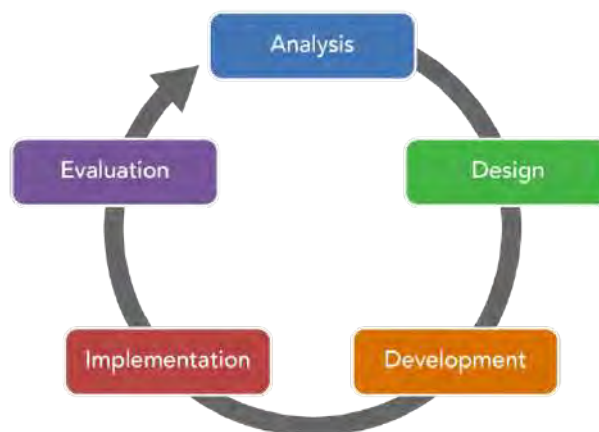 Analysis
Design
Development
Implementation
Evaluation